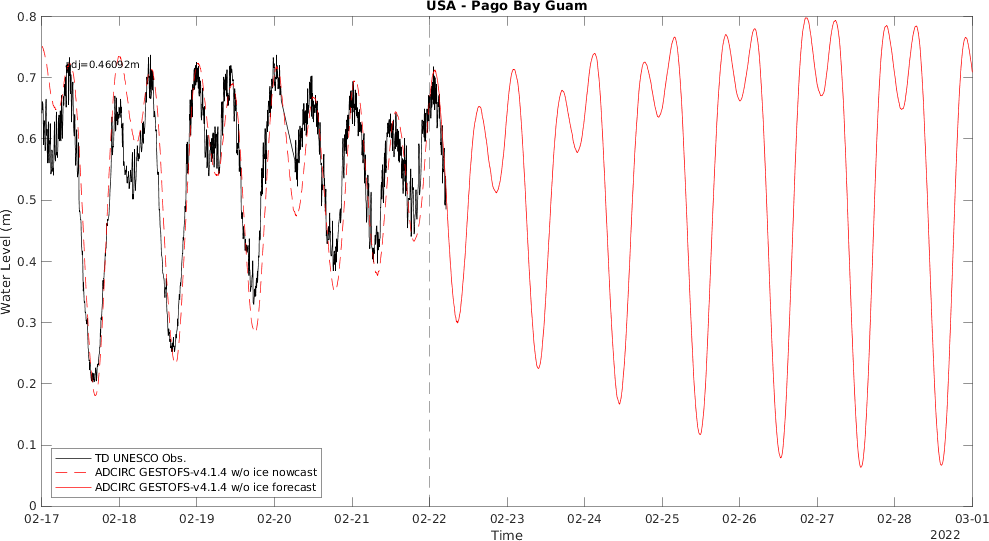 USA - Pago Bay Guam
0.8
0.7
0.6
0.5
0.4
0.3
0.2
0.1
0
Water Level (m)
dj=0.46092m
TD UNESCO Obs.
ADCIRC GESTOFS-v4.1.4 w/o ice nowcast
ADCIRC GESTOFS-v4.1.4 w/o ice forecast
02-17 02-18 02-19 02-20 02-21 02-22 02-23 02-24 02-25 02-26 02-27 02-28 03-01
Time
2022